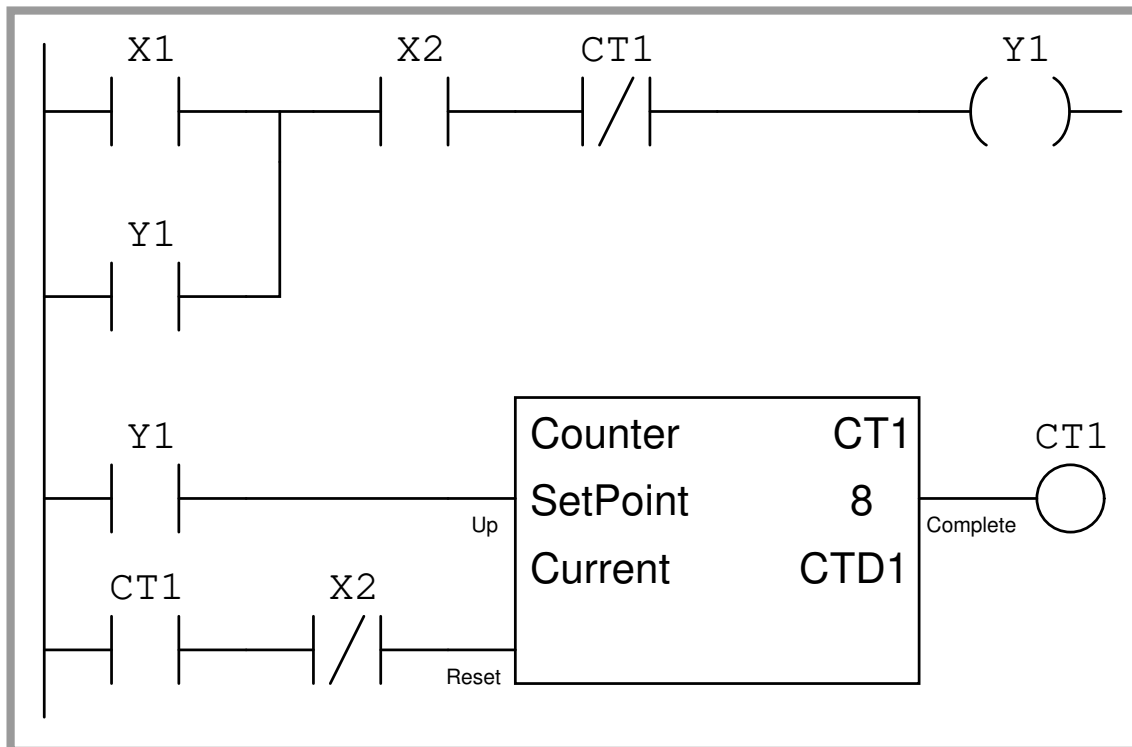 X1 X2 CT1 Y1
Y1
Y1 Counter CT1 CT1
Up SetPoint 8 Complete
Current CTD1
CT1 X2
Reset